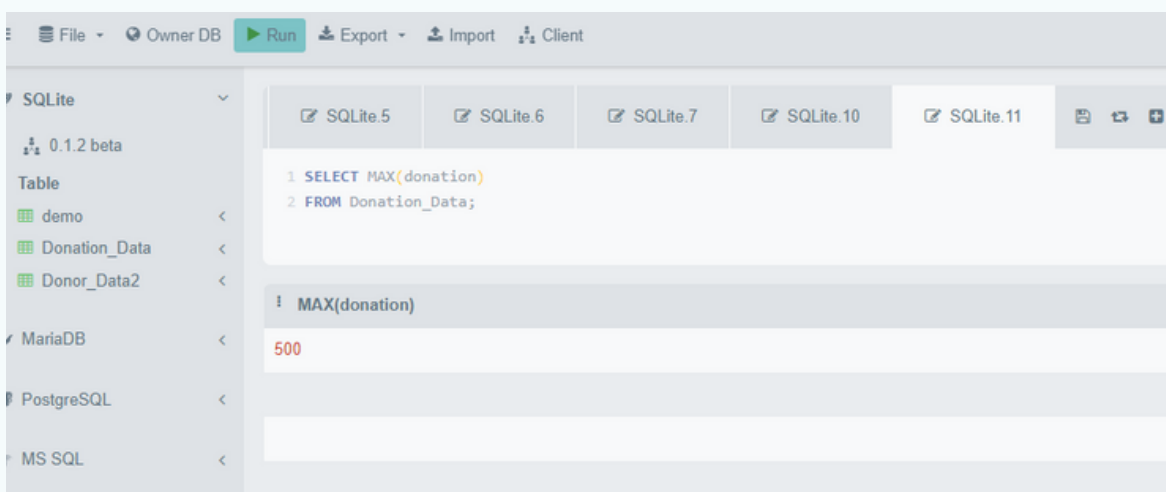 File Owner DB Run Export Import Client
SQLite
0.1.2 beta
Table
demo
Donation_Data
Donor_Data2
MariaDB
PostgreSQL
MS SQL
SQLite.5 SQLite.6 SQLite.7 SQLite.10 SQLite.11
1 SELECT MAX(donation)
2 FROM Donation_Data;
MAX(donation)
500